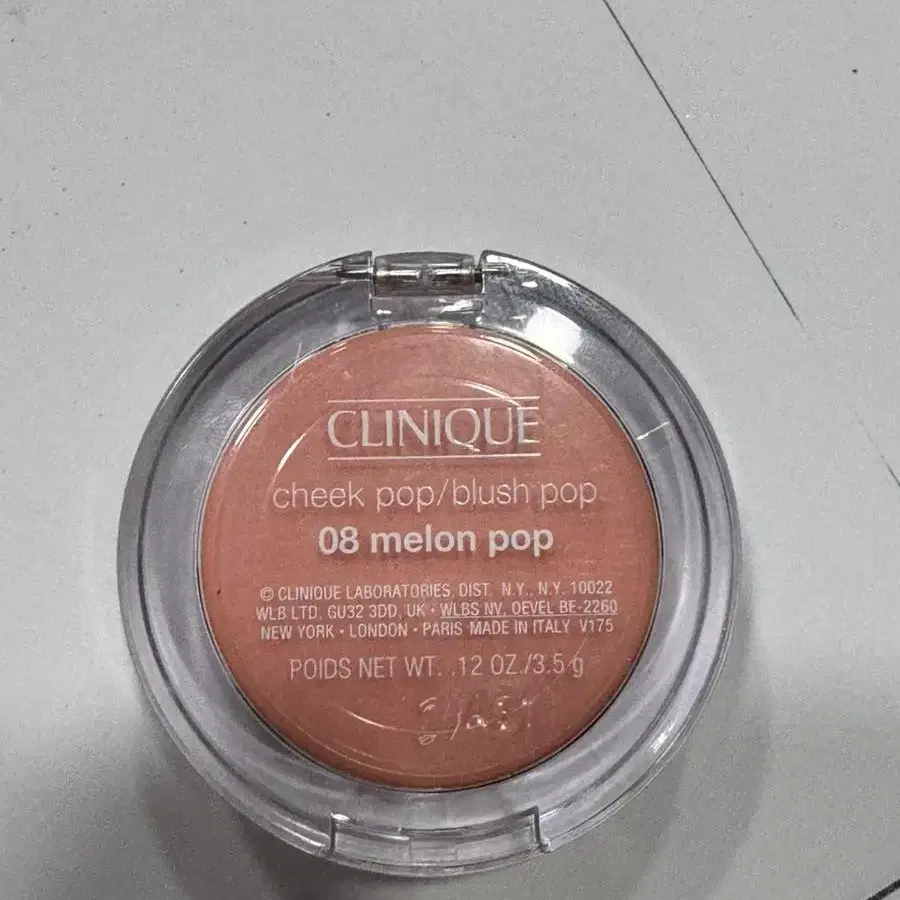 CLINIQUE
cheek pop/blush pop
08 melon pop
© CLINIQUE LABORATORIES, DIST. N.Y., N.Y. 10022
WLB LTD, GU32 3DD, UK • WLBS NV. OEVEL BE-2260
NEW YORK • LONDON • PARIS MADE IN ITALY V175
POIDS NET WT. .12 OZ./3.5 g